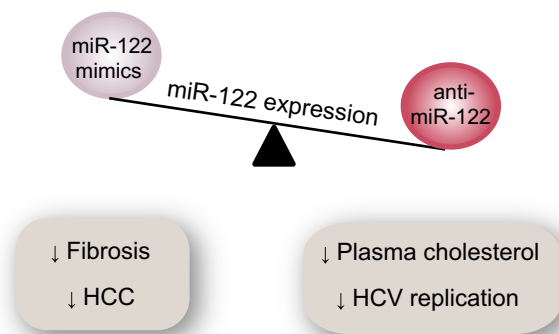 miR-122
mimics
miR-122 expression
anti-
miR-122
↓ Fibrosis
↓ HCC
↓ Plasma cholesterol
↓ HCV replication